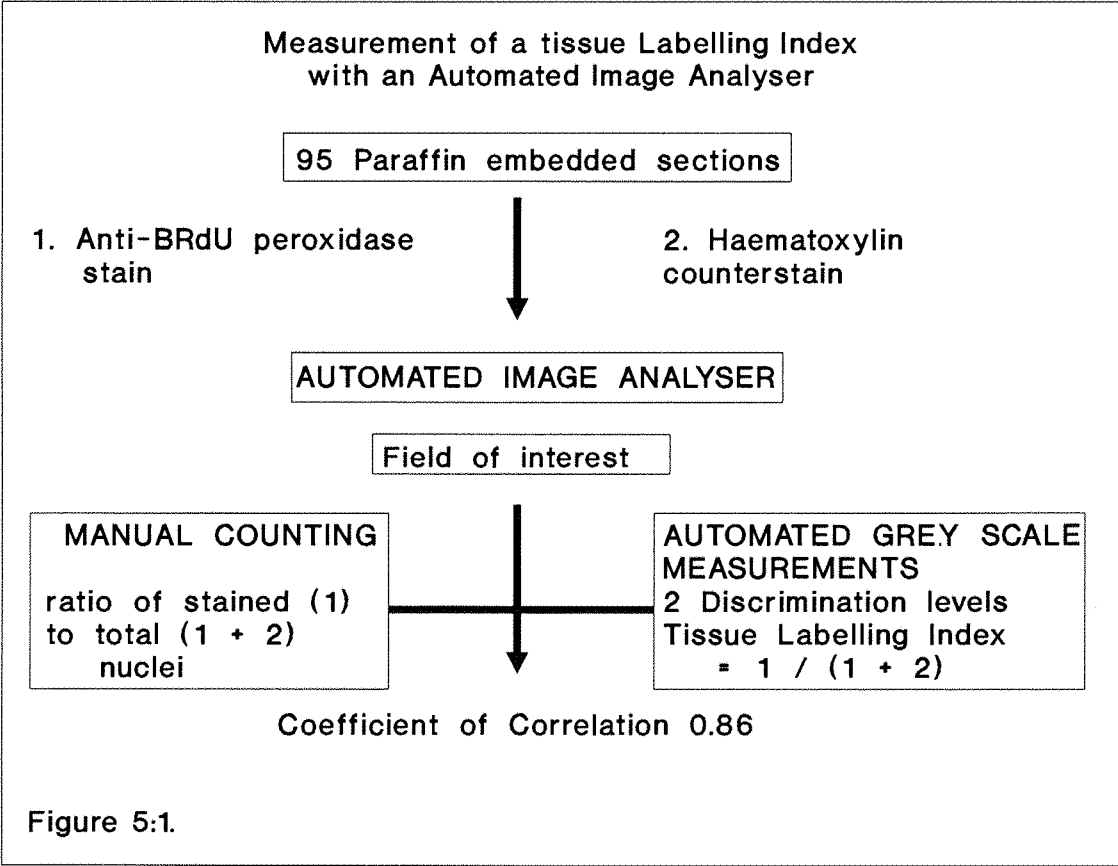 Measurement of a tissue Labelling Index
with an Automated Image Analyser
95 Paraffin embedded sections
1. Anti-BRdU peroxidase
stain
2. Haematoxylin
counterstain
AUTOMATED IMAGE ANALYSER
Field of interest
MANUAL COUNTING
ratio of stained (1)
to total (1 + 2)
nuclei
AUTOMATED GREY SCALE
MEASUREMENTS
2 Discrimination levels
Tissue Labelling Index
= 1 / (1 + 2)
Coefficient of Correlation 0.86
Figure 5:1.